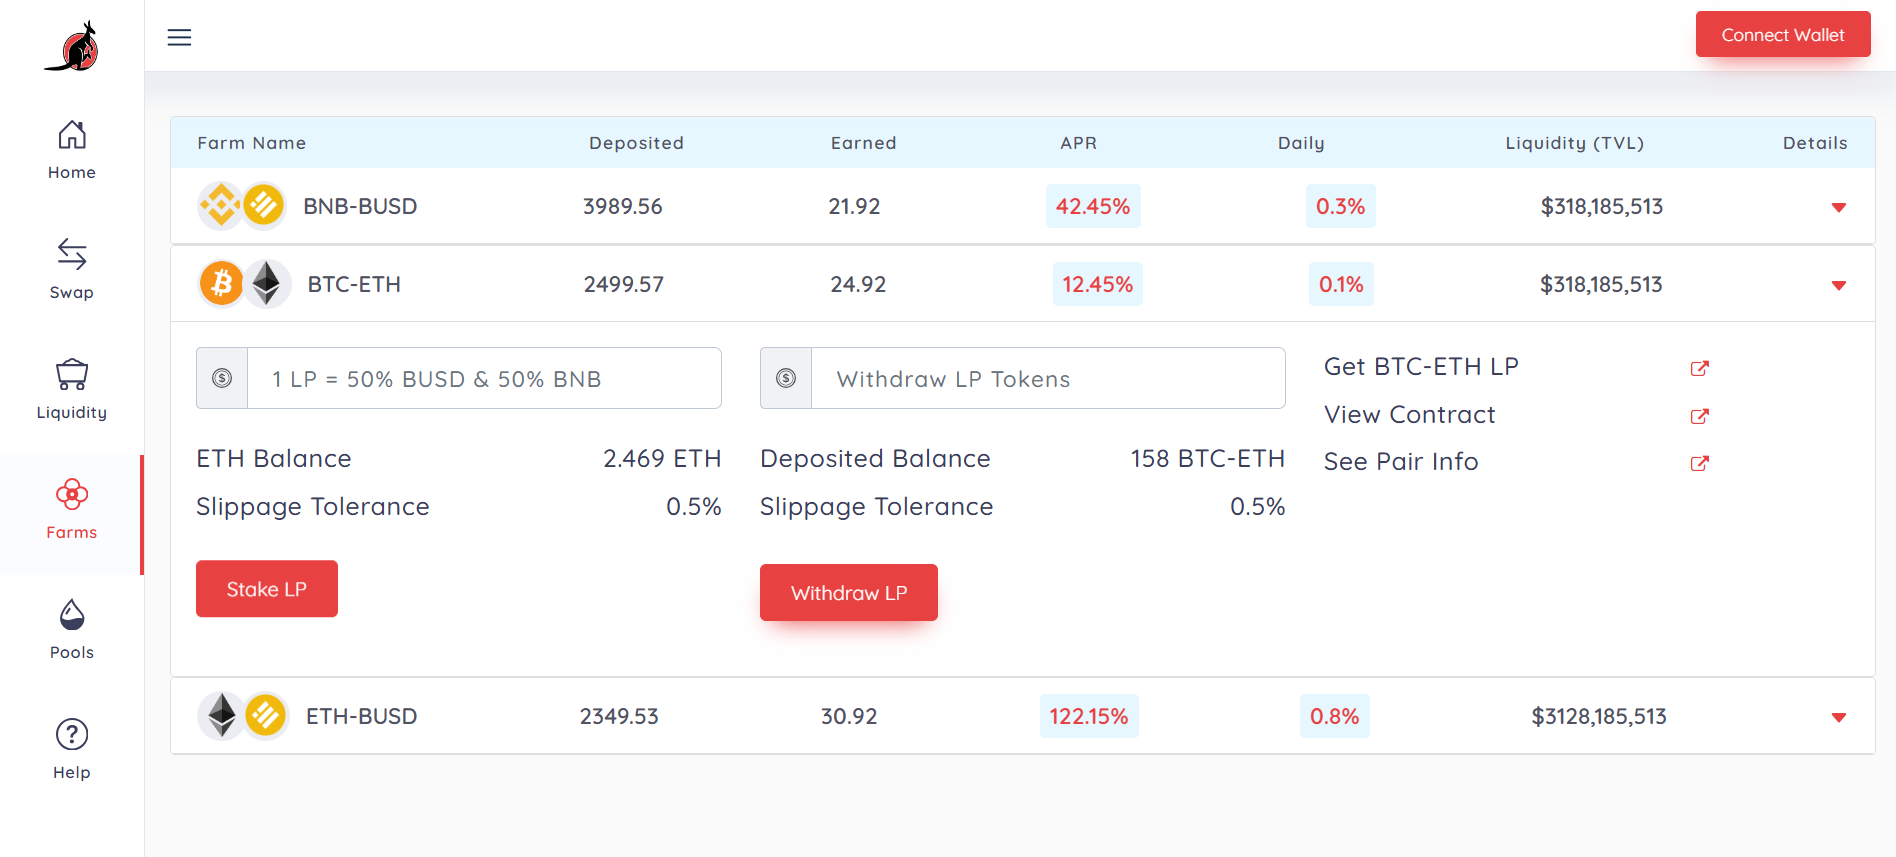 Connect Wallet
Home
Swap
Liquidity
Farms
Pools
Help
Farm Name Deposited Earned APR Daily Liquidity (TVL) Details
BNB-BUSD 3989.56 21.92 42.45% 0.3% $318,185,513
BTC-ETH 2499.57 24.92 12.45% 0.1% $318,185,513
1 LP = 50% BUSD & 50% BNB
ETH Balance 2.469 ETH
Slippage Tolerance 0.5%
Stake LP
Withdraw LP Tokens
Deposited Balance 158 BTC-ETH
Slippage Tolerance 0.5%
Withdraw LP
Get BTC-ETH LP
View Contract
See Pair Info
ETH-BUSD 2349.53 30.92 122.15% 0.8% $3128,185,513